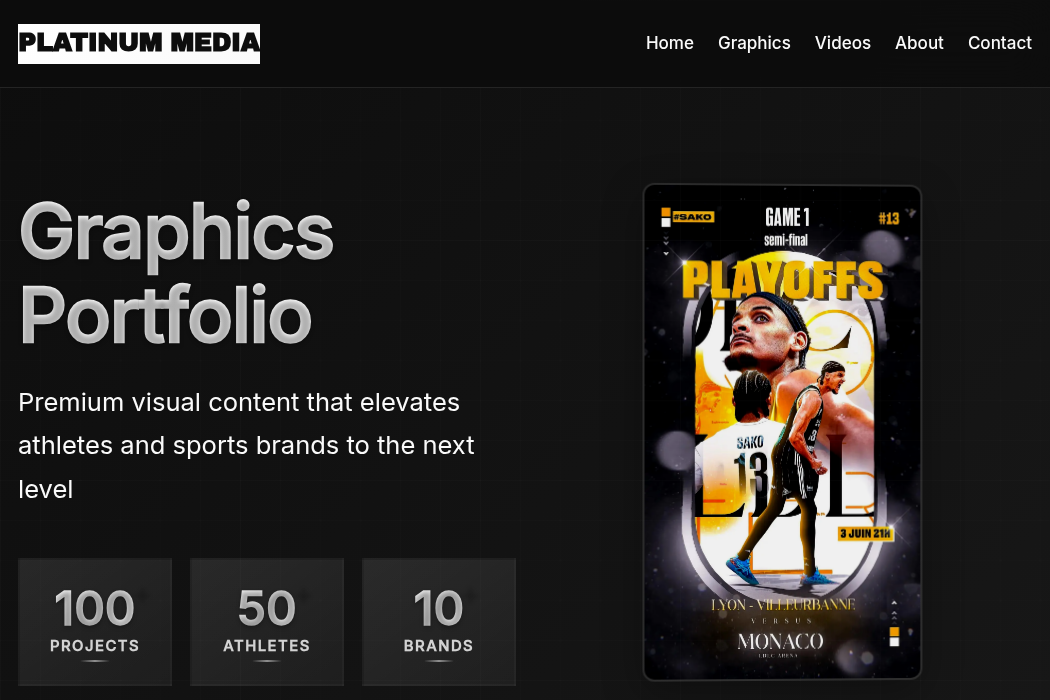 PLATINUM MEDIA
Home Graphics Videos About Contact
Graphics
Portfolio
Premium visual content that elevates
athletes and sports brands to the next
level
100 50 10
PROJECTS ATHLETES BRANDS
#SAKO
GAME 1
#13
semi-final
PLAYOFFS
SAKO
13
3 JUIN 21H
LYON - VILLEURBANNE
VERSUS
MONACO